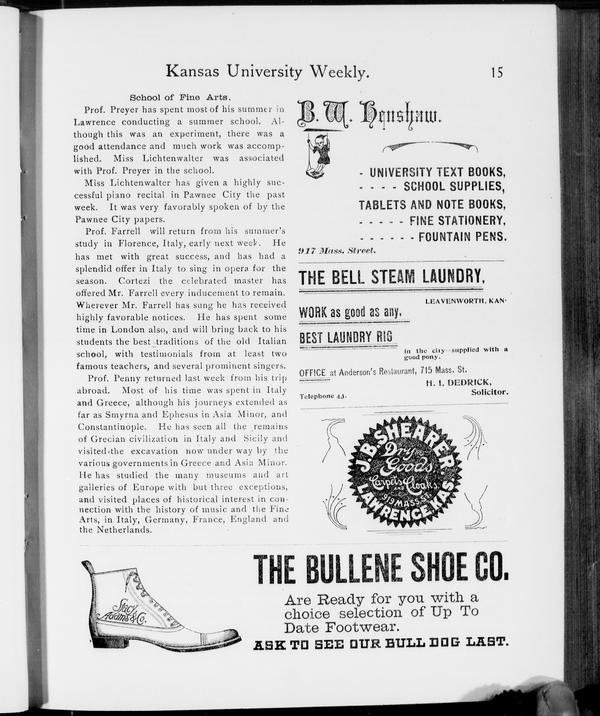 Kansas University Weekly.
15
School of Fine Arts.
Prof. Preyer has spent most of his summer in
Lawrence conducting a summer school. Al-
though this was an experiment, there was a
good attendance and much work was accomp-
lished. Miss Lichtenwalter was associated
with Prof. Preyer in the school.
Miss Lichtenwalter has given a highly suc-
cessful piano recital in Pawnee City the past
week. It was very favorably spoken of by the
Pawnee City papers.
Prof. Farrell will return from his summer's
study in Florence, Italy, early next week. He
has met with great success, and has had a
splendid offer in Italy to sing in opera for the
season. Cortezi the celebrated master has
offered Mr. Farrell every inducement to remain.
Wherever Mr. Farrell has sung he has received
highly favorable notices. He has spent some
time in London also, and will bring back to his
students the best traditions of the old Italian
school, with testimonials from at least two
famous teachers, and several prominent singers.
Prof. Penny returned last week from his trip
abroad. Most of his time was spent in Italy
and Greece, although his journeys extended as
far as Smyrna and Ephesus in Asia Minor, and
Constantinople. He has seen all the remains
of Grecian civilization in Italy and Sicily and
visited the excavation now under way by the
various governments in Greece and Asia Minor.
He has studied the many museums and art
galleries of Europe with but three exceptions,
and visited places of historical interest in con-
nection with the history of music and the Fine
Arts, in Italy, Germany, France, England and
the Netherlands.
B. W. Henshaw.
- UNIVERSITY TEXT BOOKS,
- - - - SCHOOL SUPPLIES,
TABLETS AND NOTE BOOKS,
- - - - - FINE STATIONERY,
- - - - - - FOUNTAIN PENS.
917 Mass. Street.
THE BELL STEAM LAUNDRY,
LEAVENWORTH, KAN.
WORK as good as any.
BEST LAUNDRY RIG
in the city—supplied with a
good pony.
OFFICE at Anderson's Restaurant, 715 Mass. St.
H. I. DEDRICK,
Telephone 43.
Solicitor.
J.B. SHEARER
Dry
Goods
Carpets and Cloaks.
MASS
LAWRENCE KAS
Stacy
Adams & Co.
THE BULLENE SHOE CO.
Are Ready for you with a
choice selection of Up To
Date Footwear.
ASK TO SEE OUR BULL DOG LAST.